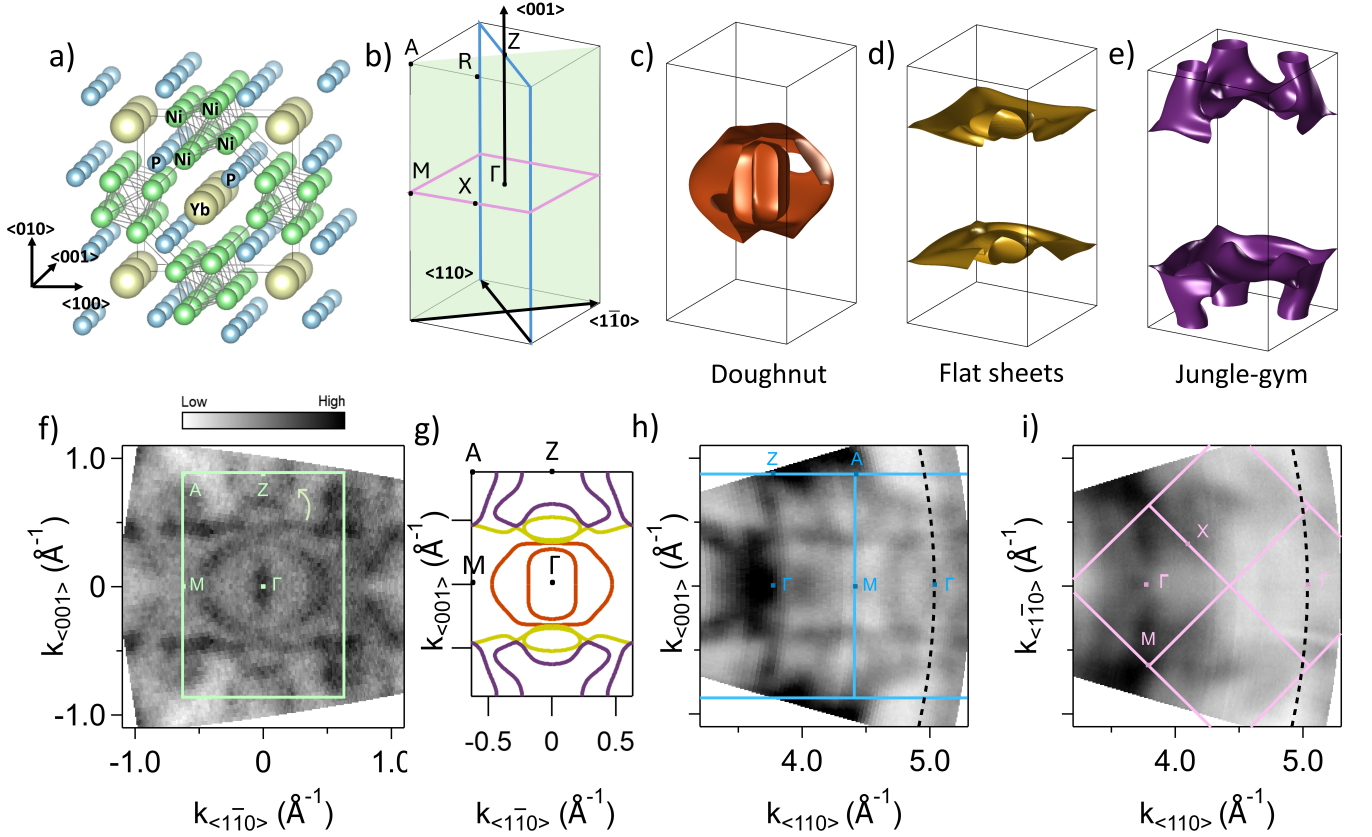 a)
Ni
Ni
Ni
Ni
P
P
Yb
<010>
<001>
<100>
b)
<001>
A
Z
R
M
X
Γ
<110>
<11̅0>
c)
Doughnut
d)
Flat sheets
e)
Jungle-gym
Low
High
f)
1.0
0
-1.0
k<001> (Å⁻¹)
A
Z
M
Γ
-1.0
0
1.0
k<11̅0> (Å⁻¹)
g)
A
Z
M
Γ
k<001> (Å⁻¹)
-0.5
0
0.5
k<11̅0> (Å⁻¹)
h)
k<001> (Å⁻¹)
Z
A
Γ
M
Γ
4.0
5.0
k<110> (Å⁻¹)
i)
k<11̅0> (Å⁻¹)
X
Γ
Γ
M
4.0
5.0
k<110> (Å⁻¹)